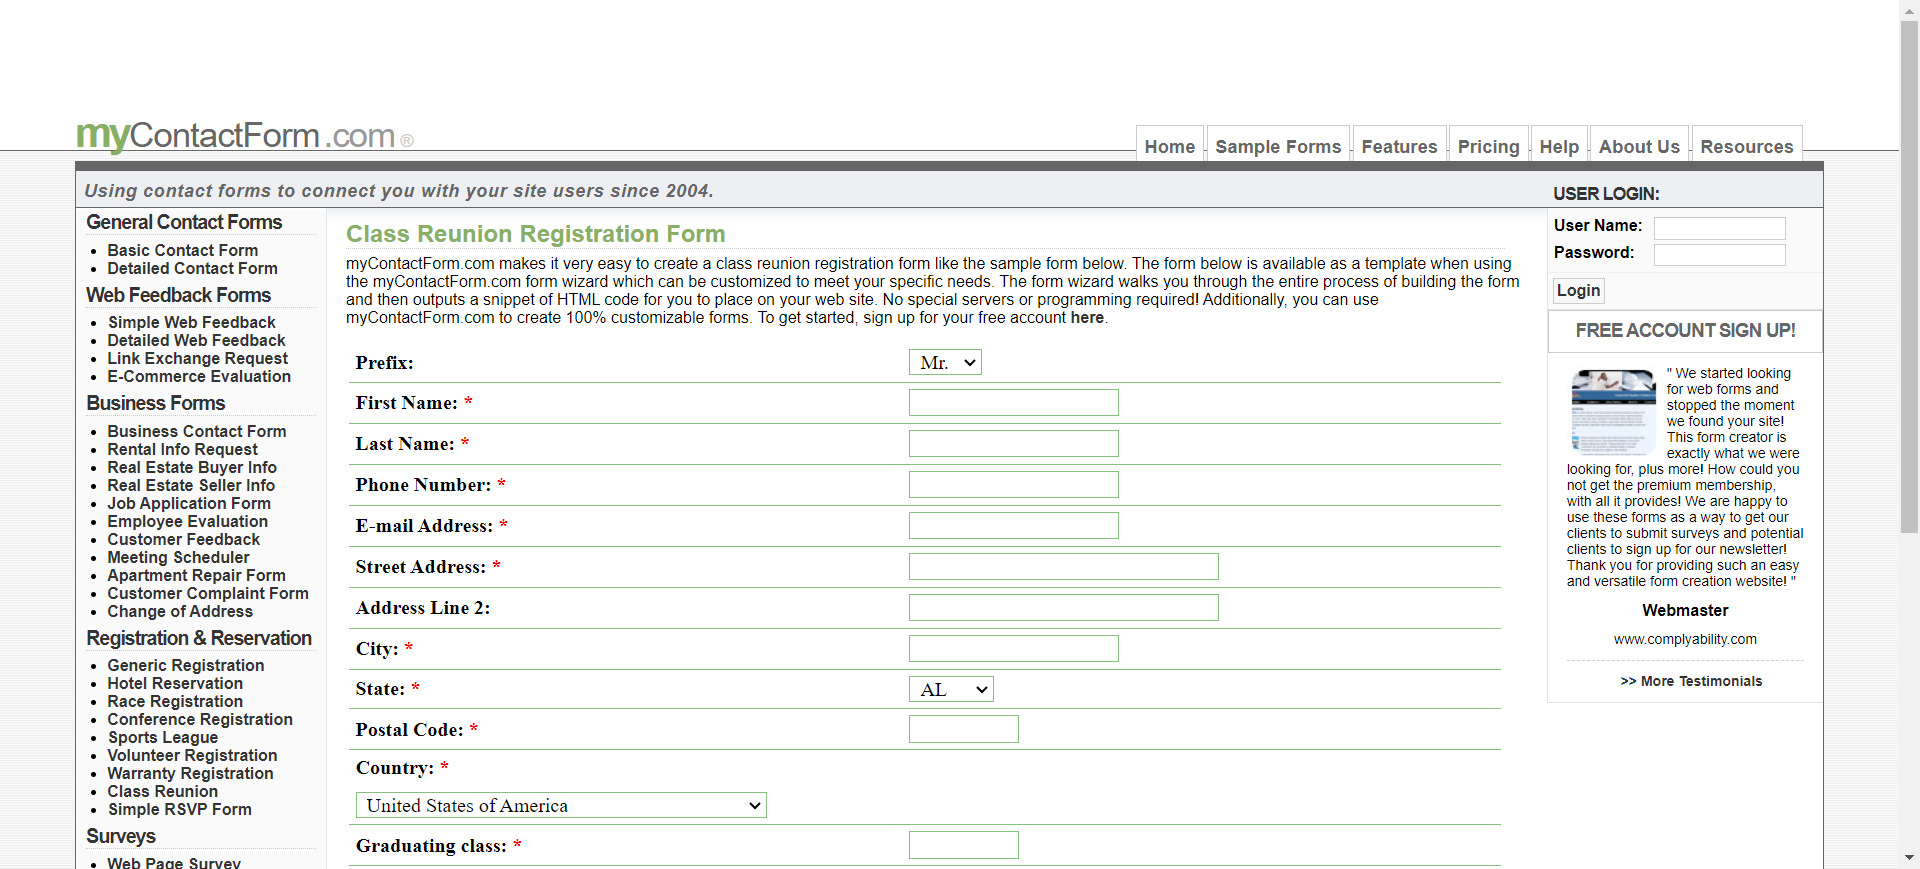 myContactForm.com ®
Home
Sample Forms
Features
Pricing
Help
About Us
Resources
Using contact forms to connect you with your site users since 2004.
USER LOGIN:
General Contact Forms
Basic Contact Form
Detailed Contact Form
Web Feedback Forms
Simple Web Feedback
Detailed Web Feedback
Link Exchange Request
E-Commerce Evaluation
Business Forms
Business Contact Form
Rental Info Request
Real Estate Buyer Info
Real Estate Seller Info
Job Application Form
Employee Evaluation
Customer Feedback
Meeting Scheduler
Apartment Repair Form
Customer Complaint Form
Change of Address
Registration & Reservation
Generic Registration
Hotel Reservation
Race Registration
Conference Registration
Sports League
Volunteer Registration
Warranty Registration
Class Reunion
Simple RSVP Form
Surveys
Web Page Survey
Class Reunion Registration Form
myContactForm.com makes it very easy to create a class reunion registration form like the sample form below. The form below is available as a template when using
the myContactForm.com form wizard which can be customized to meet your specific needs. The form wizard walks you through the entire process of building the form
and then outputs a snippet of HTML code for you to place on your web site. No special servers or programming required! Additionally, you can use
myContactForm.com to create 100% customizable forms. To get started, sign up for your free account here.
Prefix: Mr.
First Name: *
Last Name: *
Phone Number: *
E-mail Address: *
Street Address: *
Address Line 2:
City: *
State: * AL
Postal Code: *
Country: *
United States of America
Graduating class: *
User Name:
Password:
Login
FREE ACCOUNT SIGN UP!
" We started looking
for web forms and
stopped the moment
we found your site!
This form creator is
exactly what we were
looking for, plus more! How could you
not get the premium membership,
with all it provides! We are happy to
use these forms as a way to get our
clients to submit surveys and potential
clients to sign up for our newsletter!
Thank you for providing such an easy
and versatile form creation website! "
Webmaster
www.complyability.com
>> More Testimonials